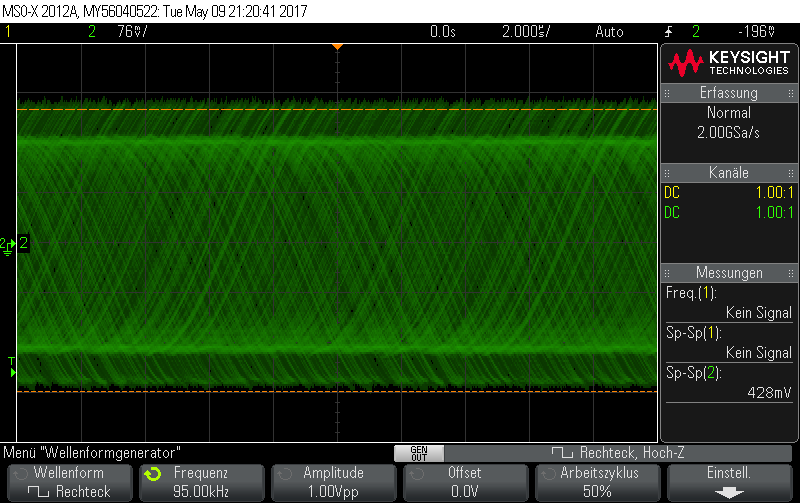 MSO-X 2012A, MY56040522: Tue May 09 21:20:41 2017
1 2 76mV/ 0.0s 2.000s/ Auto 2 -196mV
KEYSIGHT
TECHNOLOGIES
Erfassung
Normal
2.00GSa/s
Kanäle
DC 1.00:1
DC 1.00:1
2 2
Messungen
Freq.(1):
Kein Signal
Sp-Sp(1):
Kein Signal
T
Sp-Sp(2):
428mV
Menü "Wellenformgenerator"
GEN
OUT
Rechteck, Hoch-Z
Wellenform Frequenz Amplitude Offset Arbeitszyklus Einstell.
Rechteck 95.00kHz 1.00Vpp 0.0V 50%